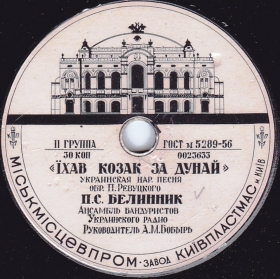 II ГРУППА
ГОСТ м 5289-56
50 КОП
0023633
«ЇХАВ КОЗАК ЗА ДУНАЙ»
УКРАИНСКАЯ НАР. ПЕСНЯ
ОБР. П. РЕВУЦКОГО
П.С. БЕЛИННИК
АНСАМБЛЬ БАНДУРИСТОВ
УКРАИНСКОГО РАДИО
РУКОВОДИТЕЛЬ А.М. БОБЫРЬ
МІСЬКМІСЦЕВПРОМ - ЗАВОД КИЇВПЛАСТМАС м КИЇВ